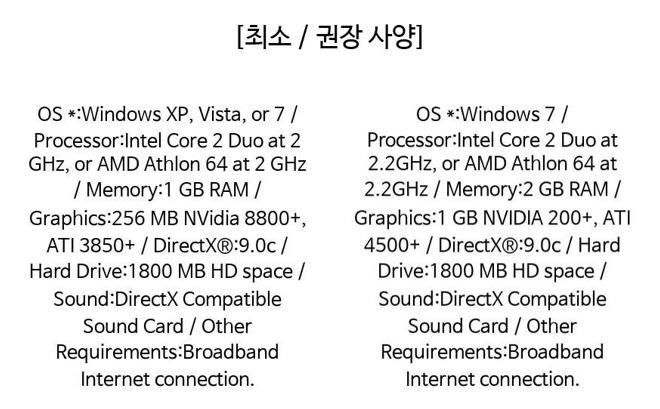 [최소 / 권장 사양]
OS *:Windows XP, Vista, or 7 /
Processor:Intel Core 2 Duo at 2
GHz, or AMD Athlon 64 at 2 GHz
/ Memory:1 GB RAM /
Graphics:256 MB NVidia 8800+,
ATI 3850+ / DirectX®:9.0c /
Hard Drive:1800 MB HD space /
Sound:DirectX Compatible
Sound Card / Other
Requirements:Broadband
Internet connection.
OS *:Windows 7 /
Processor:Intel Core 2 Duo at
2.2GHz, or AMD Athlon 64 at
2.2GHz / Memory:2 GB RAM /
Graphics:1 GB NVIDIA 200+, ATI
4500+ / DirectX®:9.0c / Hard
Drive:1800 MB HD space /
Sound:DirectX Compatible
Sound Card / Other
Requirements:Broadband
Internet connection.